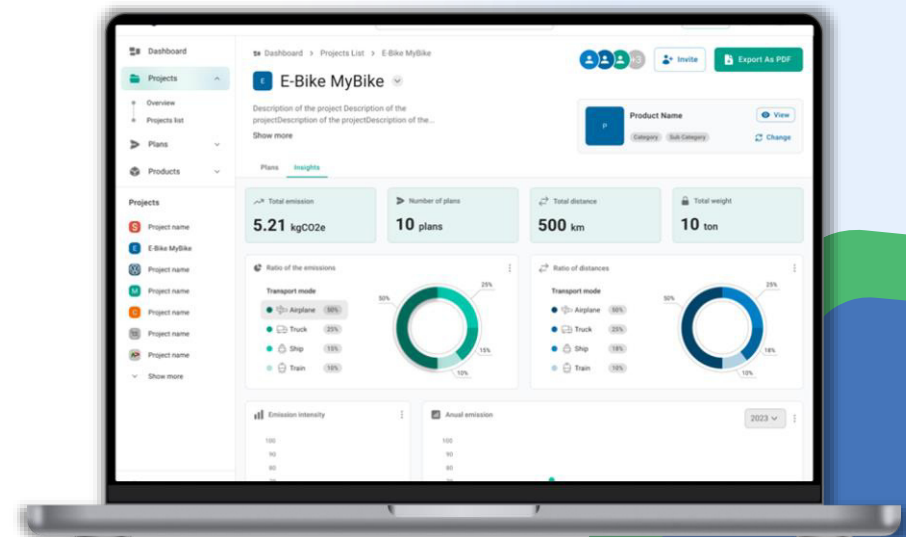 Dashboard
Projects
Overview
Projects list
Plans
Products
Projects
S Project name
E E-Bike MyBike
Project name
M Project name
C Project name
Project name
Project name
Show more
Dashboard > Projects List > E-Bike MyBike
+3
Invite
Export As PDF
E E-Bike MyBike
Description of the project Description of the
projectDescription of the projectDescription of the...
Show more
P
Product Name
View
Category Sub Category
Change
Plans Insights
Total emission
5.21 kgCO2e
Number of plans
10 plans
Total distance
500 km
Total weight
10 ton
Ratio of the emissions
Transport mode
Airplane 50%
Truck 25%
Ship 15%
Train 10%
50%
25%
15%
10%
Ratio of distances
Transport mode
Airplane 50%
Truck 25%
Ship 18%
Train 10%
50%
25%
18%
10%
Emission intensity
100
90
80
Anual emission
2023
100
90
80